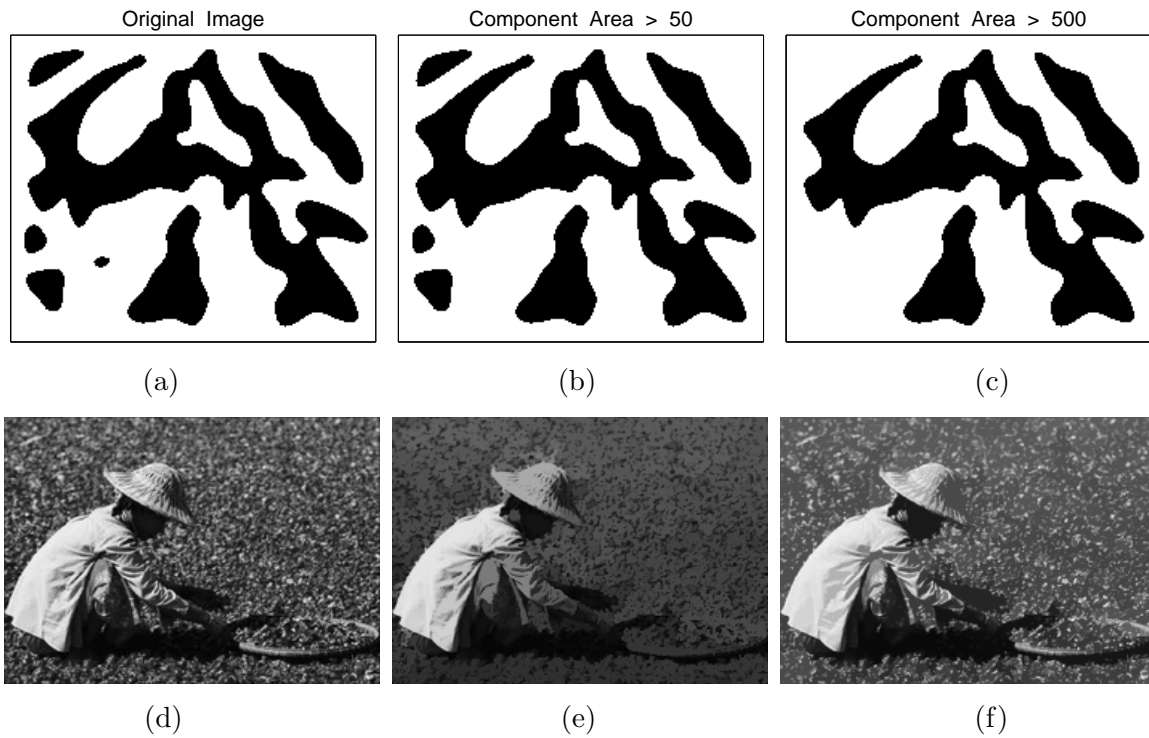 Original Image
Component Area > 50
Component Area > 500
(a)
(b)
(c)
(d)
(e)
(f)